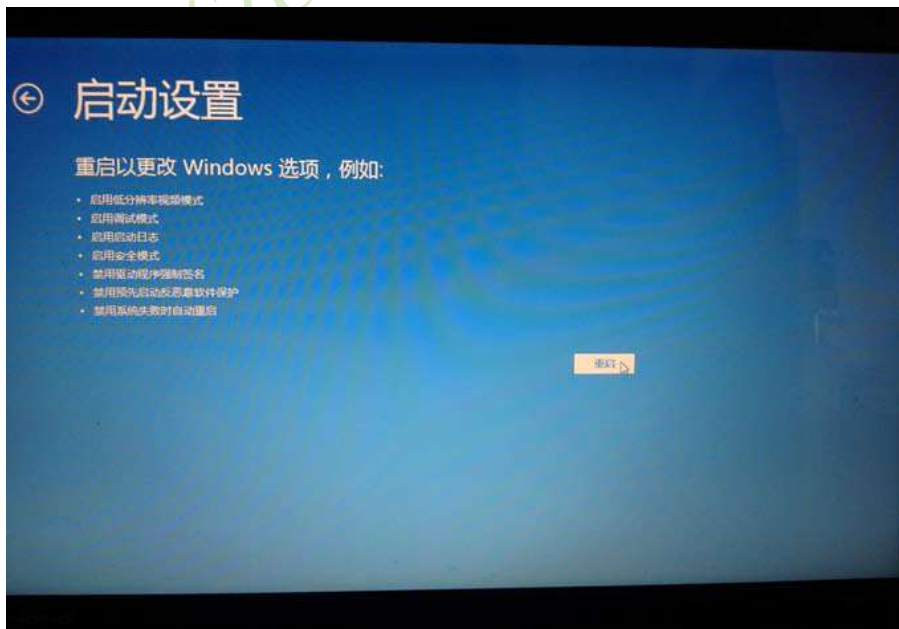 启动设置
重启以更改 Windows 选项，例如:
• 启用低分辨率视频模式
• 启用调试模式
• 启用启动日志
• 启用安全模式
• 禁用驱动程序强制签名
• 禁用预先启动反恶意软件保护
• 禁用系统失败时自动重启
重启